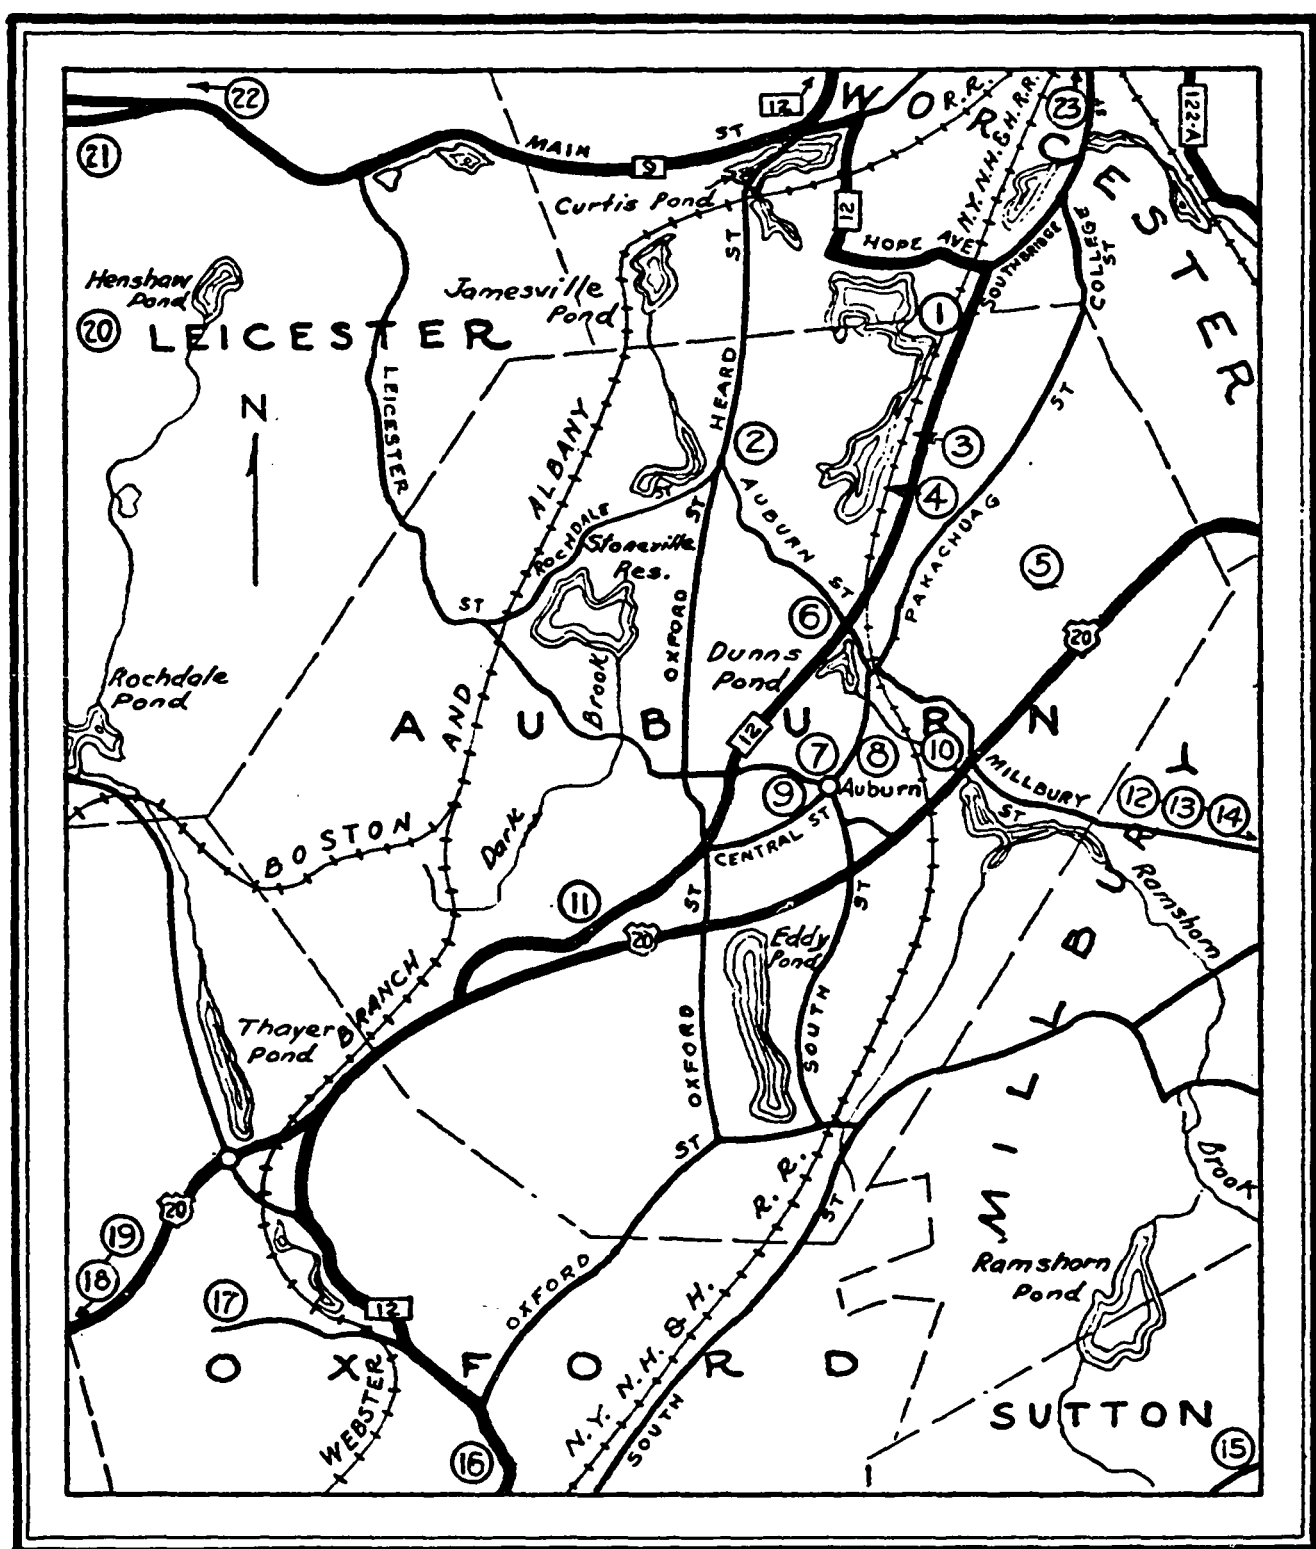 22
12
W O R C E S T E R
R.R.
23
ST
122-A
21
MAIN ST
9
N.Y. N.H. & H. R.R.
Curtis Pond
ST
12
HOPE AVE
SOUTHBRIDGE
COLLEGE ST
Henshaw
Pond
Jamesville
Pond
20
LEICESTER
1
N
LEICESTER
HEARD
ST
ALBANY
2
3
4
AUBURN
ST
ROCHDALE
ST
ST
Stoneville
Res.
PAKACHUAG
5
ST
OXFORD
6
20
Dunns
Pond
Rochdale
Pond
Brook
AND
A U B U R N
12
7
8
10
9
Auburn
MILLBURY
ST
12
13
14
BOSTON
Dark
CENTRAL ST
11
ST
ST
20
Eddy
Pond
Ramshorn
BRANCH
Thayer
Pond
OXFORD
SOUTH
M I L L B U R Y
ST
R. R.
Brook
20
19
18
ST
Ramshorn
Pond
17
12
OXFORD
N.Y. N.H. & H.
O X F O R D
WEBSTER
SOUTH
SUTTON
16
15